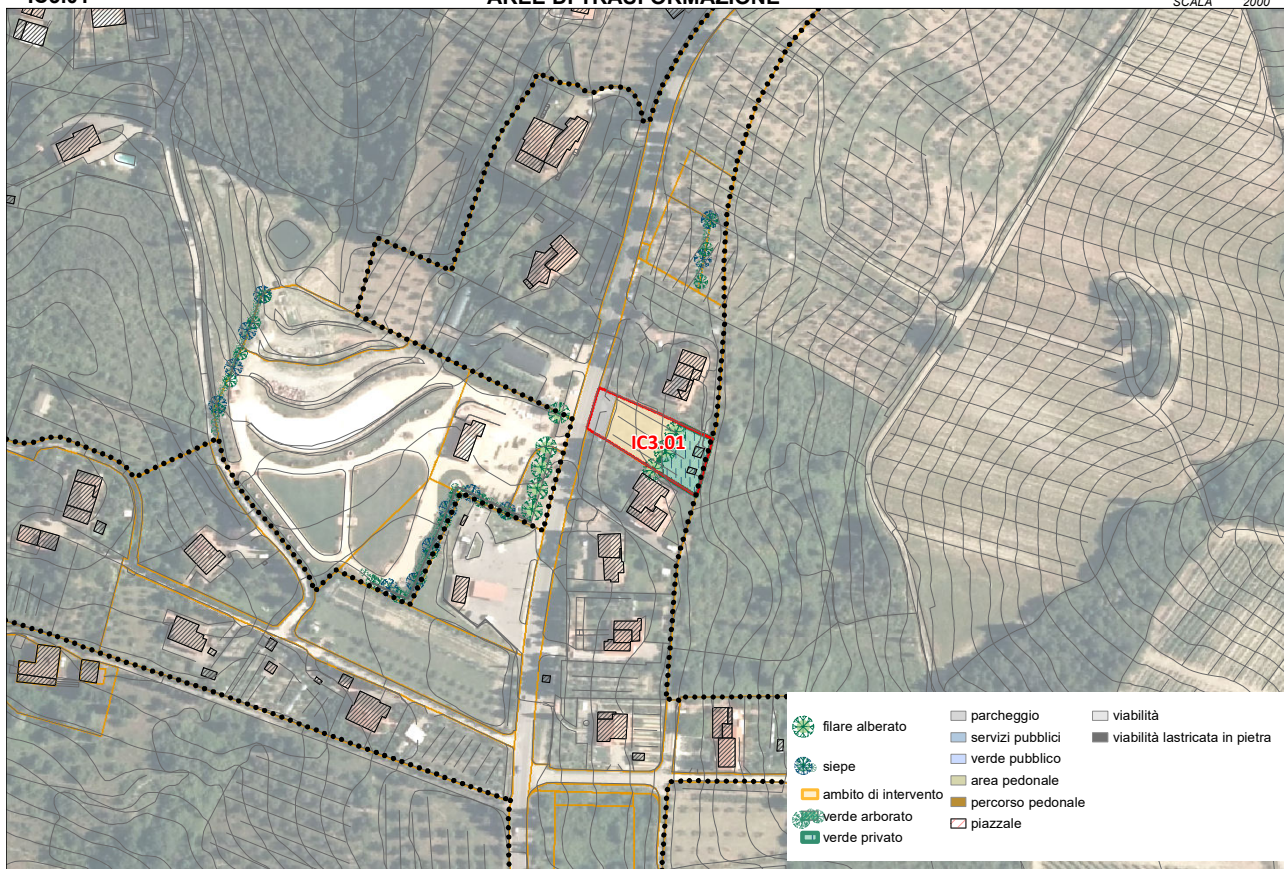 AREE DI TRASFORMAZIONE
SCALA 2000
IC3.01
filare alberato
siepe
ambito di intervento
verde arborato
verde privato
parcheggio
servizi pubblici
verde pubblico
area pedonale
percorso pedonale
piazzale
viabilità
viabilità lastricata in pietra